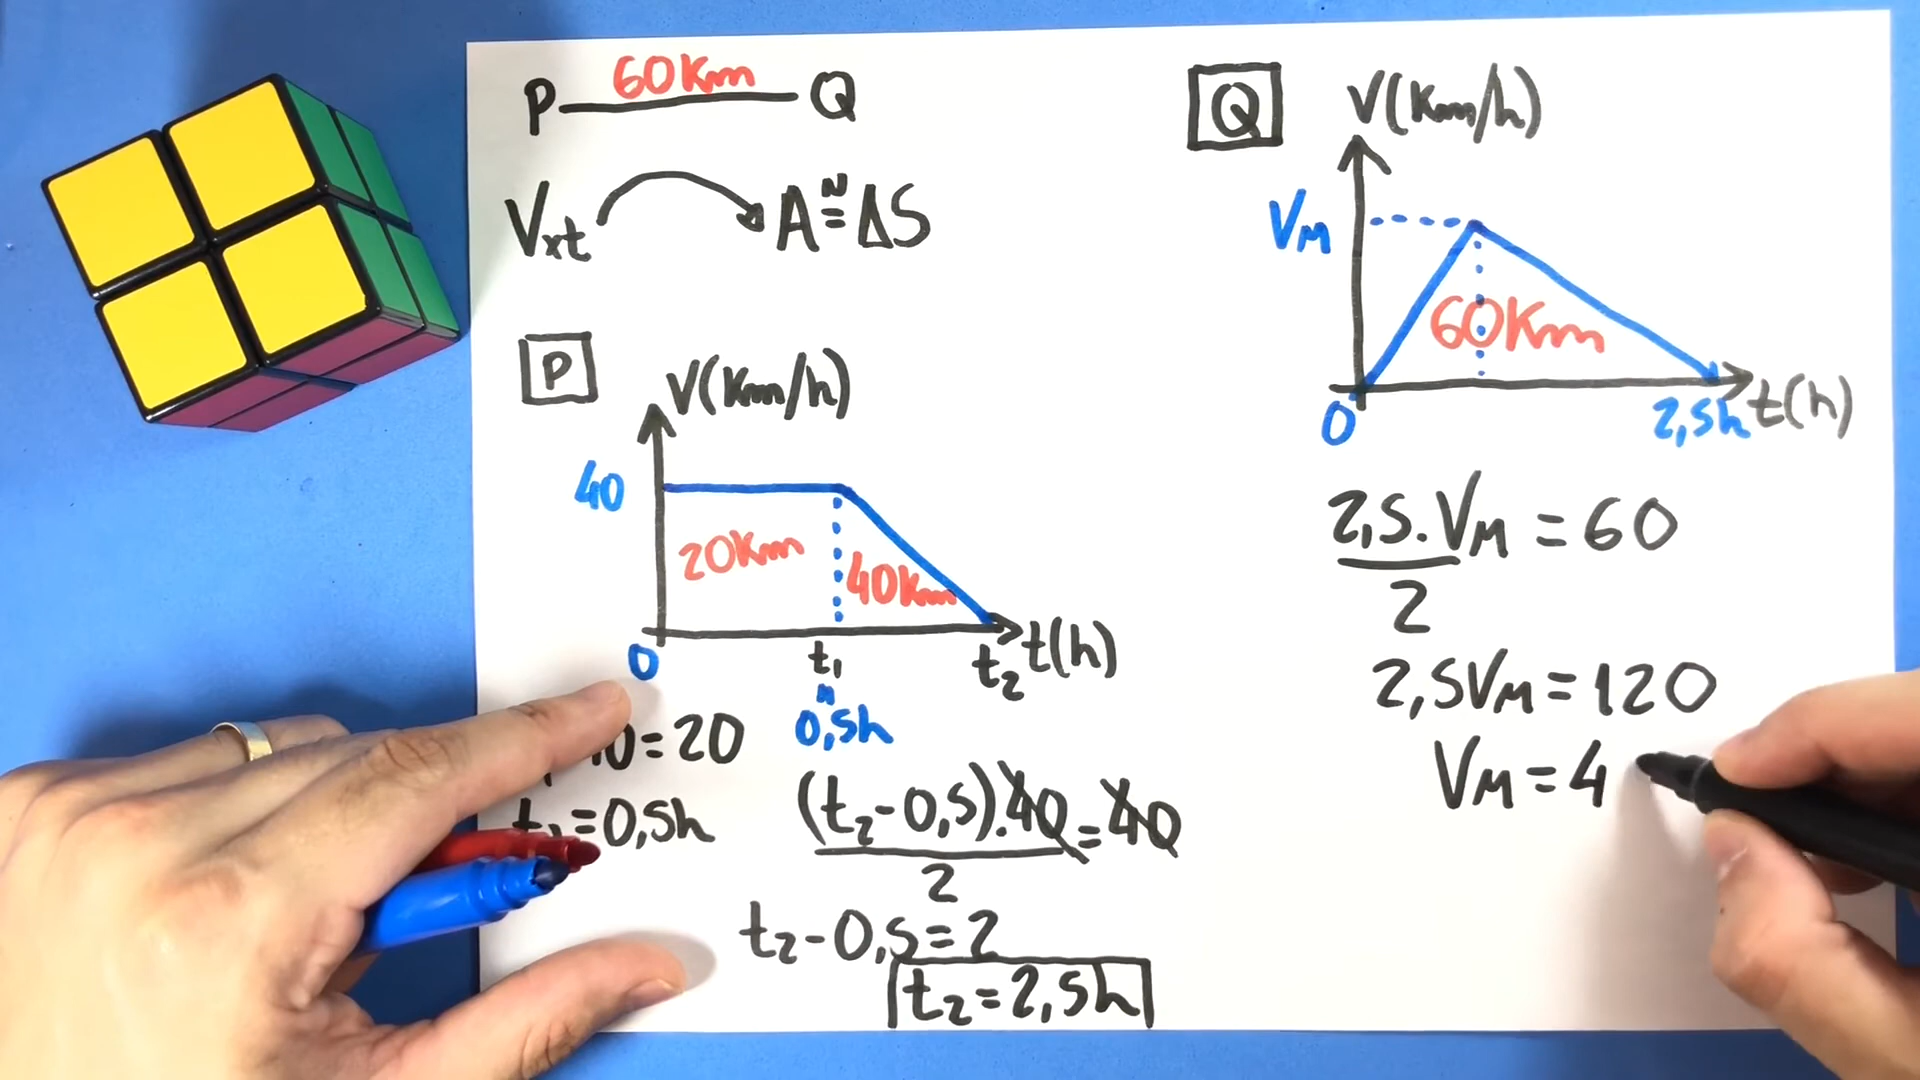 60Km
P Q
Vxt A = ΔS
P
V(Km/h)
40
20Km 40Km
0 t₁ t₂ t(h)
0,5h
0=20
=0,5h
(t₂-0,5).40=40
2
t₂-0,5=2
t₂=2,5h
Q
V(Km/h)
VM
60Km
0 2,5h t(h)
2,5.VM=60
2
2,5VM=120
VM=4